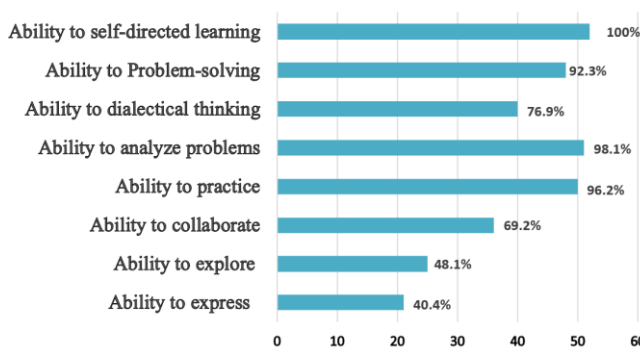 Ability to self-directed learning 100%
Ability to Problem-solving 92.3%
Ability to dialectical thinking 76.9%
Ability to analyze problems 98.1%
Ability to practice 96.2%
Ability to collaborate 69.2%
Ability to explore 48.1%
Ability to express 40.4%
0 10 20 30 40 50 60